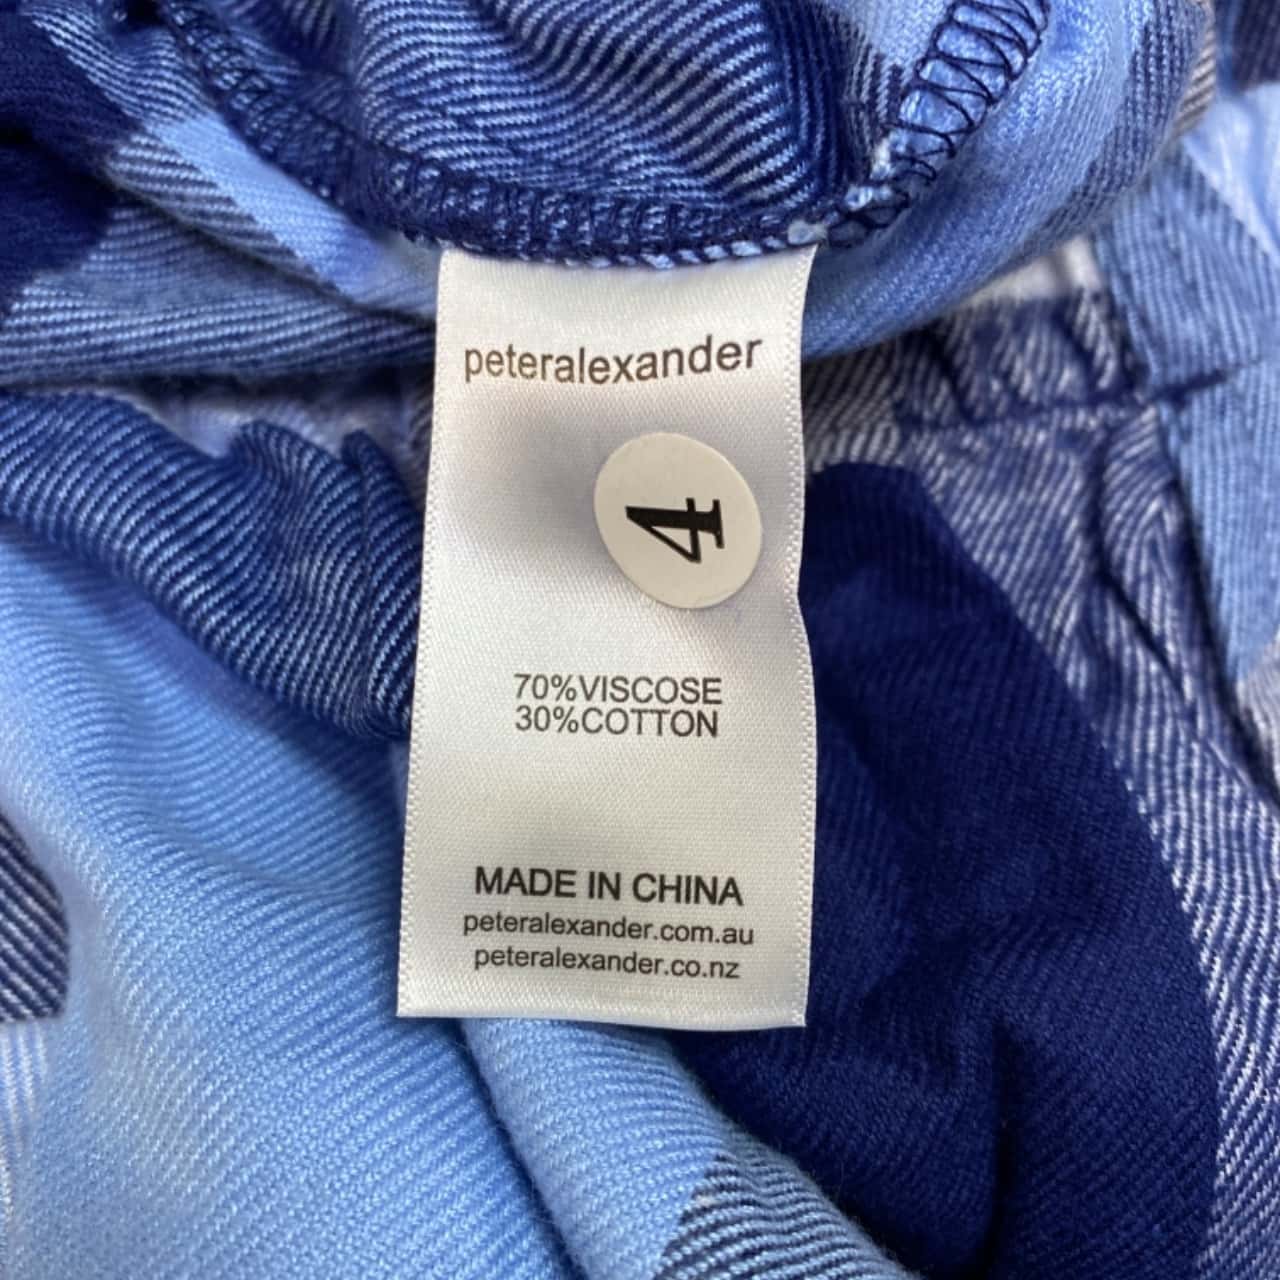 peteralexander
4
70%VISCOSE
30%COTTON
MADE IN CHINA
peteralexander.com.au
peteralexander.co.nz